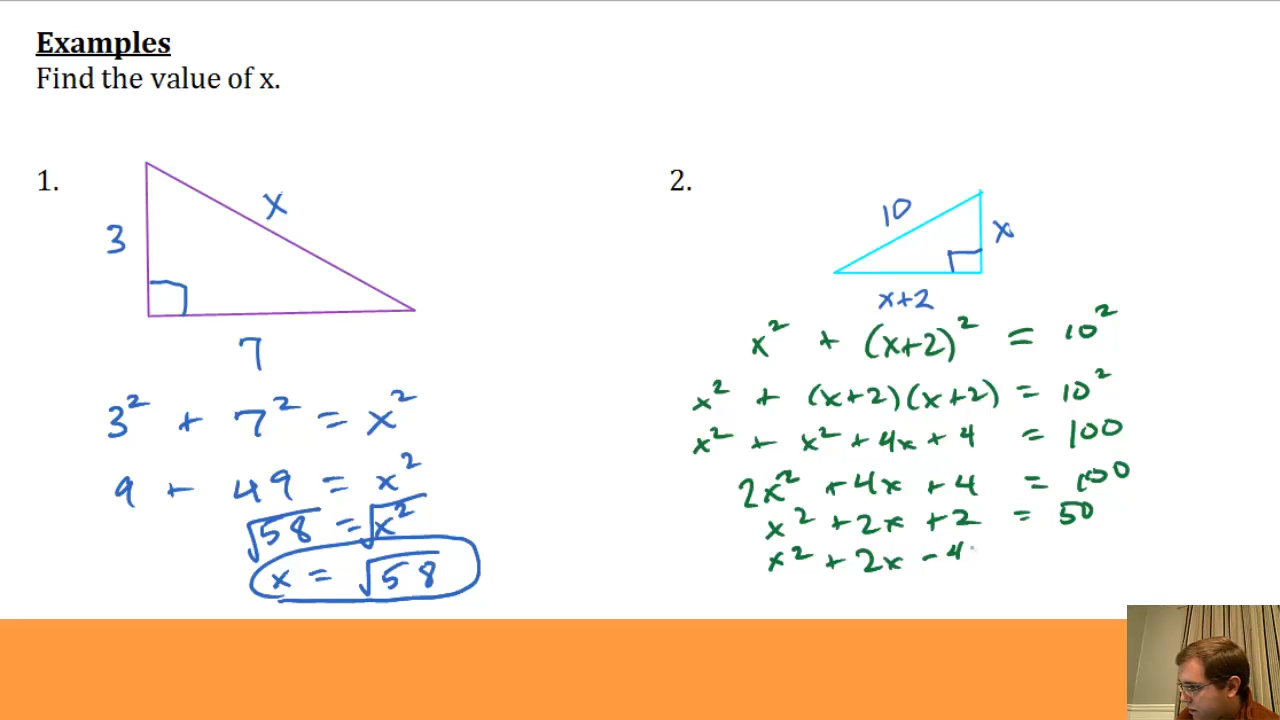 Examples
Find the value of x.
1.
3
x
7
3² + 7² = x²
9 + 49 = x²
√58 = √x²
x = √58
2.
10
x
x+2
x² + (x+2)² = 10²
x² + (x+2)(x+2) = 10²
x² + x² + 4x + 4 = 100
2x² + 4x + 4 = 100
x² + 2x + 2 = 50
x² + 2x - 4